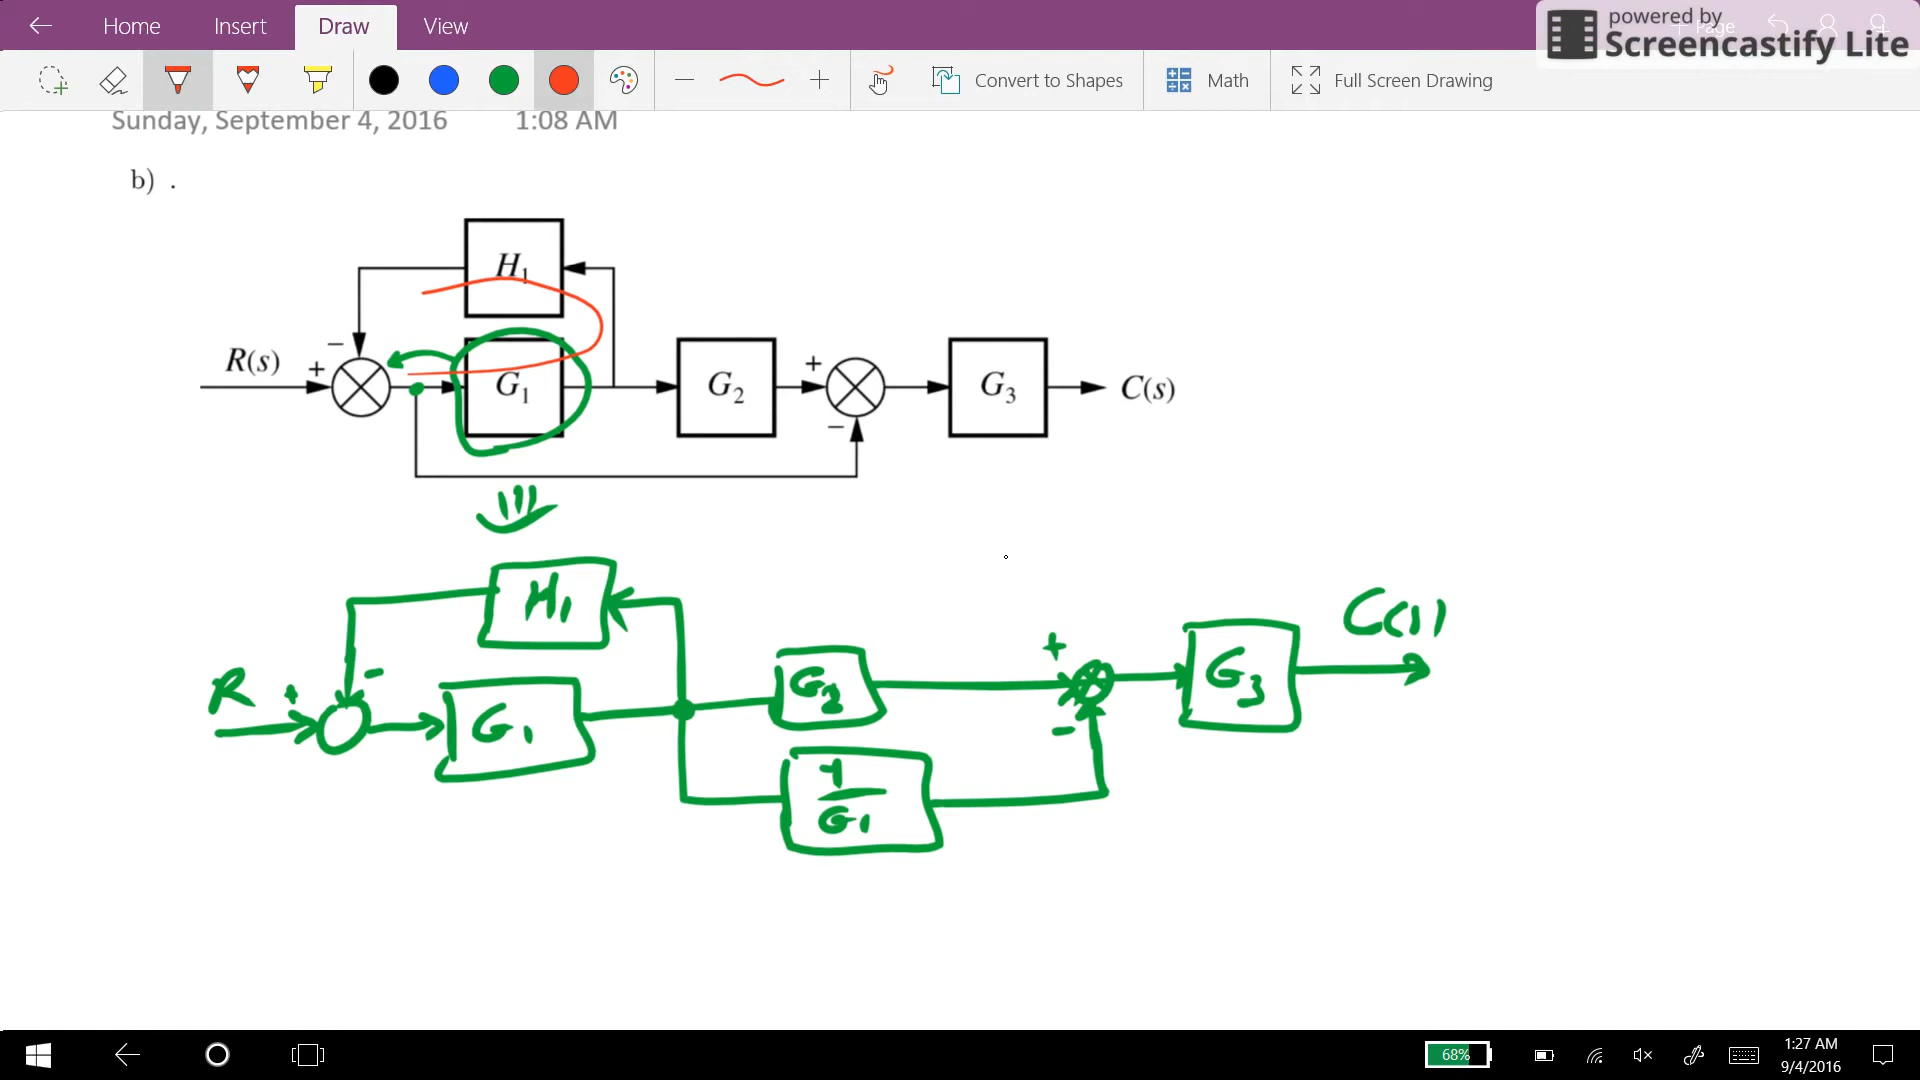 Home Insert Draw View
Page
powered by
Screencastify Lite
Convert to Shapes Math Full Screen Drawing
Sunday, September 4, 2016 1:08 AM
b) .
H1
R(s) + − G1 G2 + − G3 C(s)
H1
R + − G1 G2 + − G3 C(s)
1/G1
68% 1:27 AM
9/4/2016